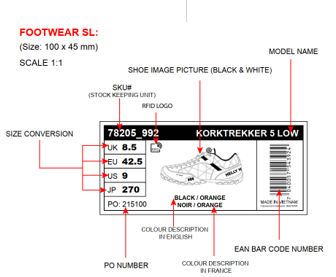 FOOTWEAR SL:
(Size: 100 x 45 mm)
SCALE 1:1
MODEL NAME
SHOE IMAGE PICTURE (BLACK & WHITE)
SKU#
(STOCK KEEPING UNIT)
RFID LOGO
SIZE CONVERSION
78205_992
KORKTREKKER 5 LOW
UK 8.5
EU 42.5
US 9
JP 270
PO: 215100
HELLY H
HH
BLACK / ORANGE
NOIR / ORANGE
MADE IN VIETNAM
COLOUR DESCRIPTION
IN ENGLISH
PO NUMBER
EAN BAR CODE NUMBER
COLOUR DESCRIPTION
IN FRANCE